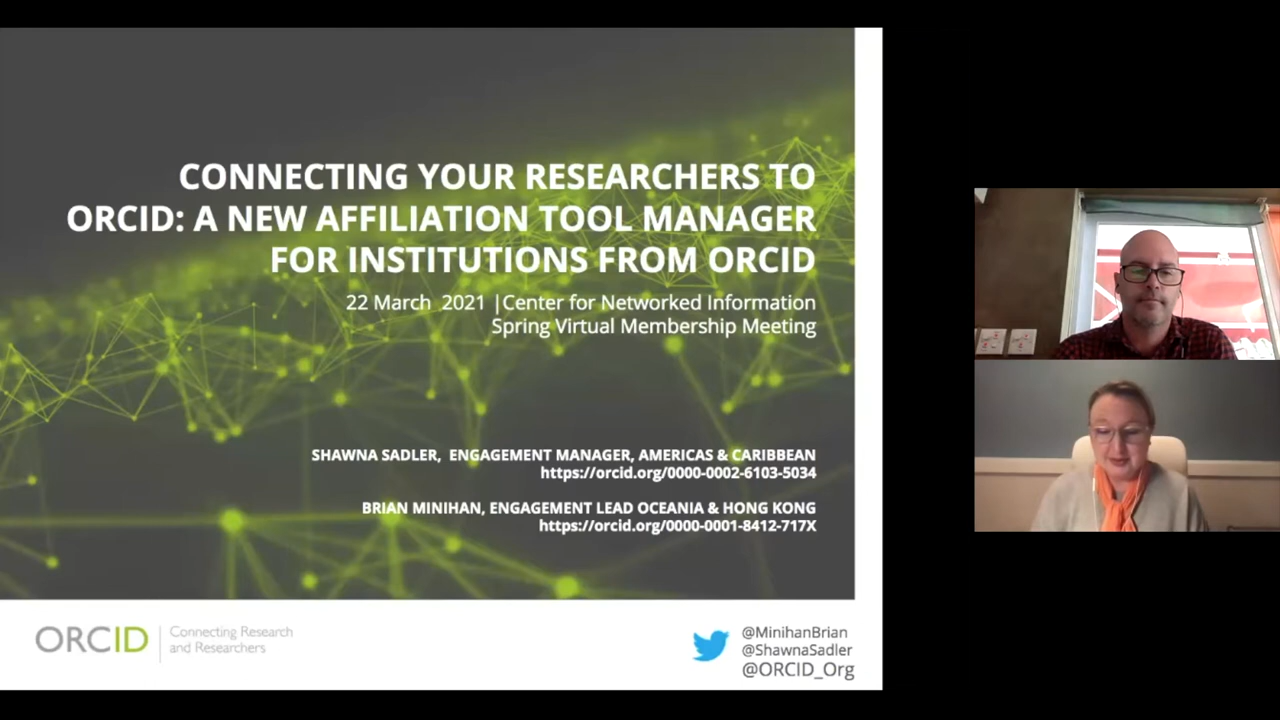 CONNECTING YOUR RESEARCHERS TO
ORCID: A NEW AFFILIATION TOOL MANAGER
FOR INSTITUTIONS FROM ORCID
22 March 2021 |Center for Networked Information
Spring Virtual Membership Meeting
SHAWNA SADLER, ENGAGEMENT MANAGER, AMERICAS & CARIBBEAN
https://orcid.org/0000-0002-6103-5034
BRIAN MINIHAN, ENGAGEMENT LEAD OCEANIA & HONG KONG
https://orcid.org/0000-0001-8412-717X
ORCID
Connecting Research
and Researchers
@MinihanBrian
@ShawnaSadler
@ORCID_Org